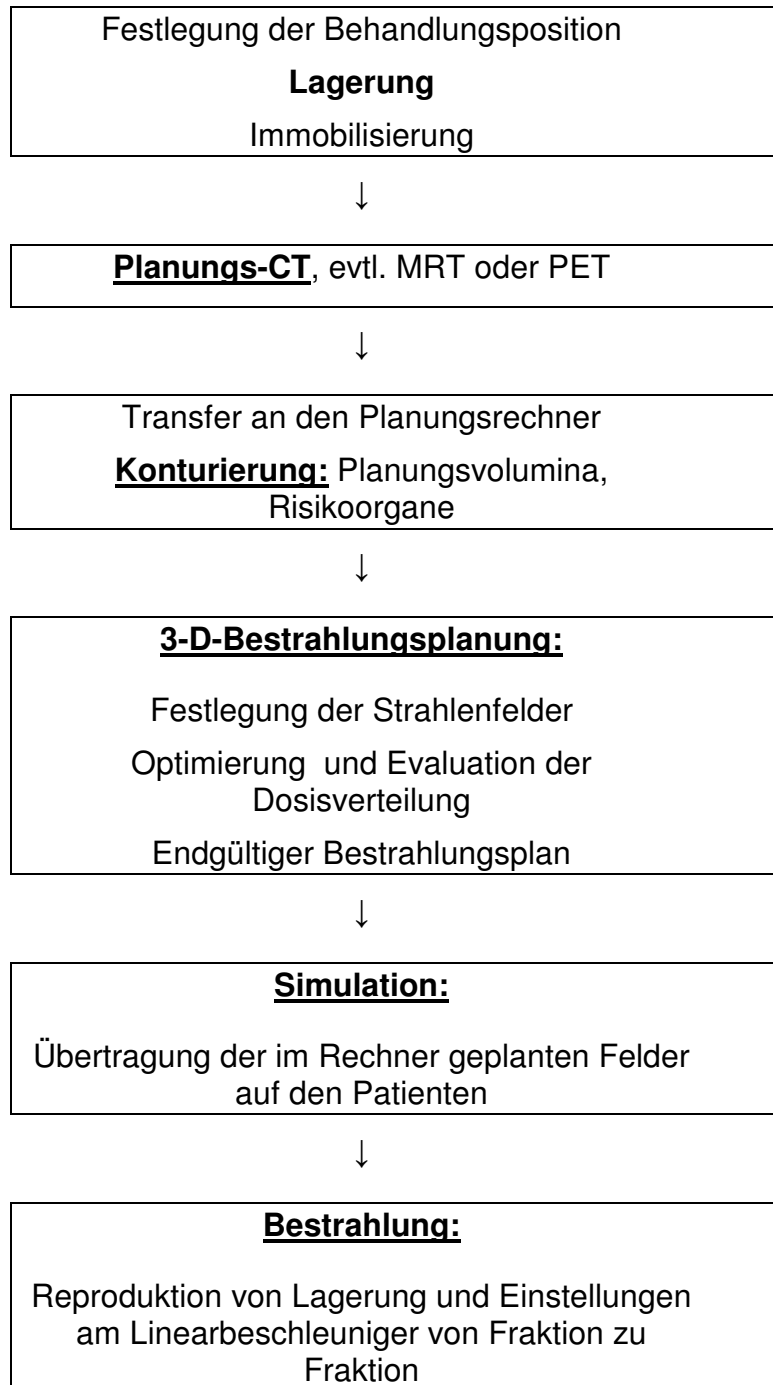 Festlegung der Behandlungsposition
Lagerung
Immobilisierung
↓
Planungs-CT, evtl. MRT oder PET
↓
Transfer an den Planungsrechner
Konturierung: Planungsvolumina,
Risikoorgane
↓
3-D-Bestrahlungsplanung:
Festlegung der Strahlenfelder
Optimierung und Evaluation der
Dosisverteilung
Endgültiger Bestrahlungsplan
↓
Simulation:
Übertragung der im Rechner geplanten Felder
auf den Patienten
↓
Bestrahlung:
Reproduktion von Lagerung und Einstellungen
am Linearbeschleuniger von Fraktion zu
Fraktion